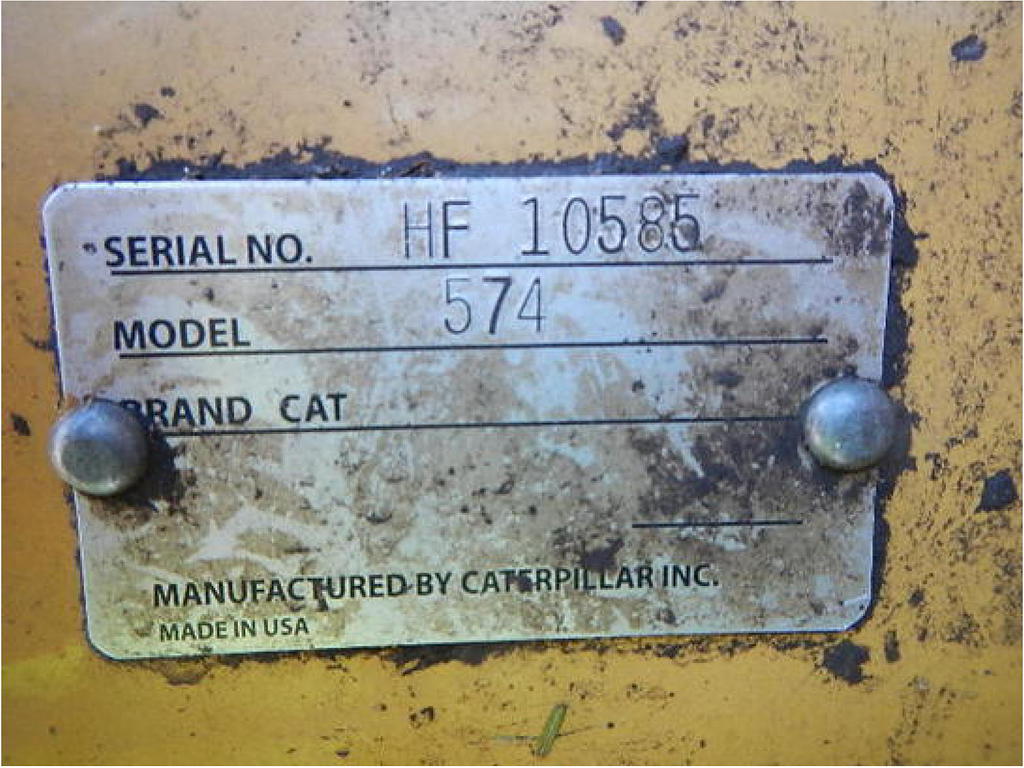 SERIAL NO. HF 10585
MODEL 574
BRAND CAT
MANUFACTURED BY CATERPILLAR INC.
MADE IN USA